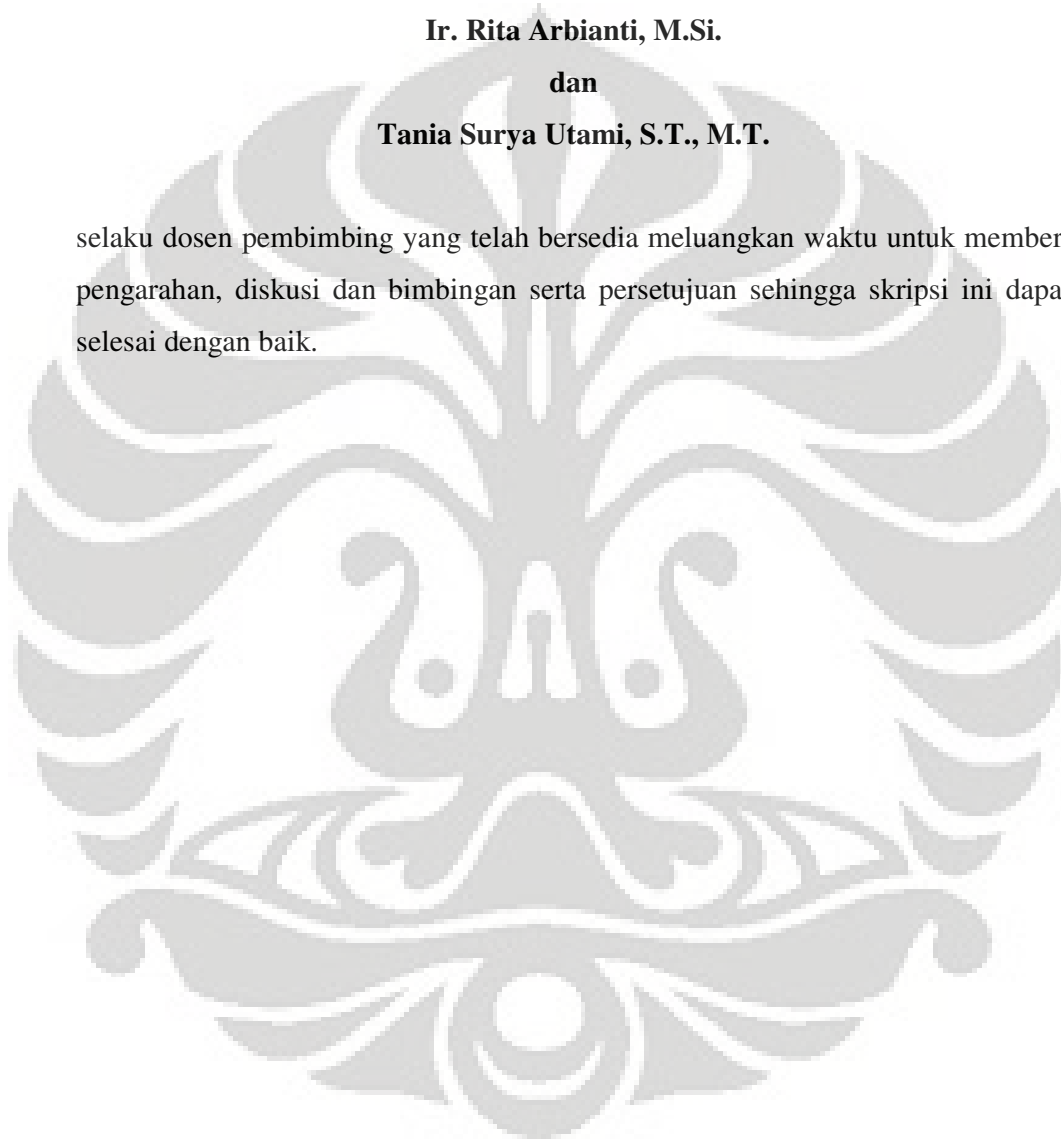 Ir. Rita Arbianti, M.Si.
dan
Tania Surya Utami, S.T., M.T.
selaku dosen pembimbing yang telah bersedia meluangkan waktu untuk member
pengarahan, diskusi dan bimbingan serta persetujuan sehingga skripsi ini dapa
selesai dengan baik.